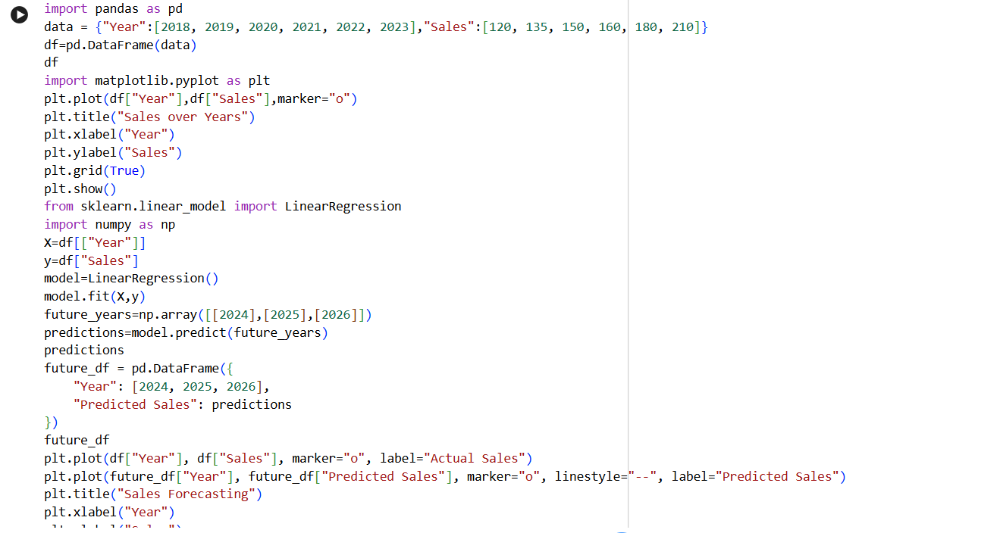 import pandas as pd
data = {"Year":[2018, 2019, 2020, 2021, 2022, 2023],"Sales":[120, 135, 150, 160, 180, 210]}
df=pd.DataFrame(data)
df
import matplotlib.pyplot as plt
plt.plot(df["Year"],df["Sales"],marker="o")
plt.title("Sales over Years")
plt.xlabel("Year")
plt.ylabel("Sales")
plt.grid(True)
plt.show()
from sklearn.linear_model import LinearRegression
import numpy as np
X=df[["Year"]]
y=df["Sales"]
model=LinearRegression()
model.fit(X,y)
future_years=np.array([[2024],[2025],[2026]])
predictions=model.predict(future_years)
predictions
future_df = pd.DataFrame({
    "Year": [2024, 2025, 2026],
    "Predicted Sales": predictions
})
future_df
plt.plot(df["Year"], df["Sales"], marker="o", label="Actual Sales")
plt.plot(future_df["Year"], future_df["Predicted Sales"], marker="o", linestyle="--", label="Predicted Sales")
plt.title("Sales Forecasting")
plt.xlabel("Year")